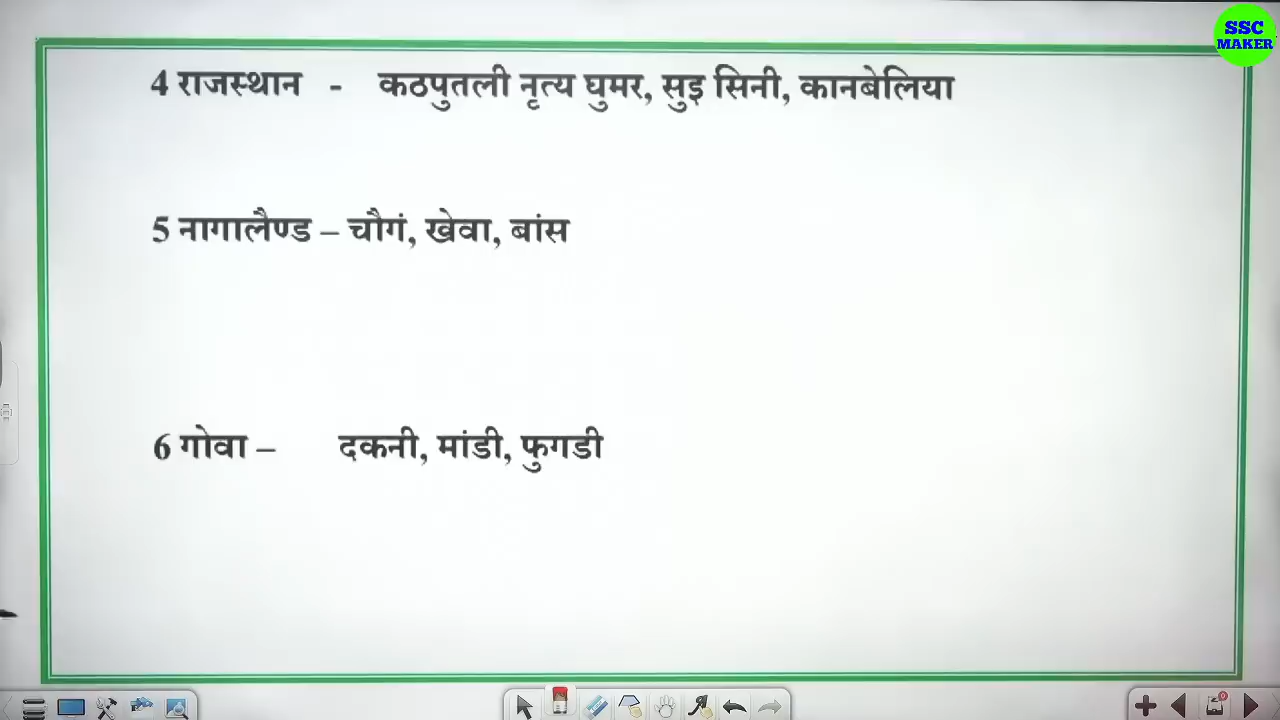 SSC
MAKER
4 राजस्थान - कठपुतली नृत्य घुमर, सुइ सिनी, कानबेलिया
5 नागालैण्ड – चौगं, खेवा, बांस
6 गोवा – दकनी, मांडी, फुगडी